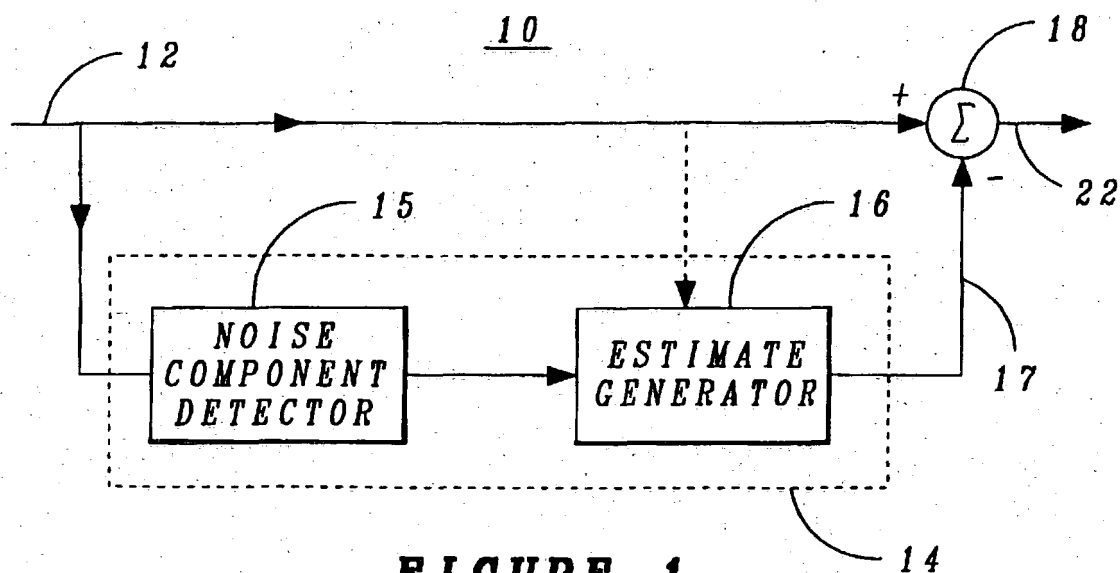 10
18
12
+
Σ
-
22
15
16
NOISE
COMPONENT
DETECTOR
ESTIMATE
GENERATOR
17
14
FIGURE 1